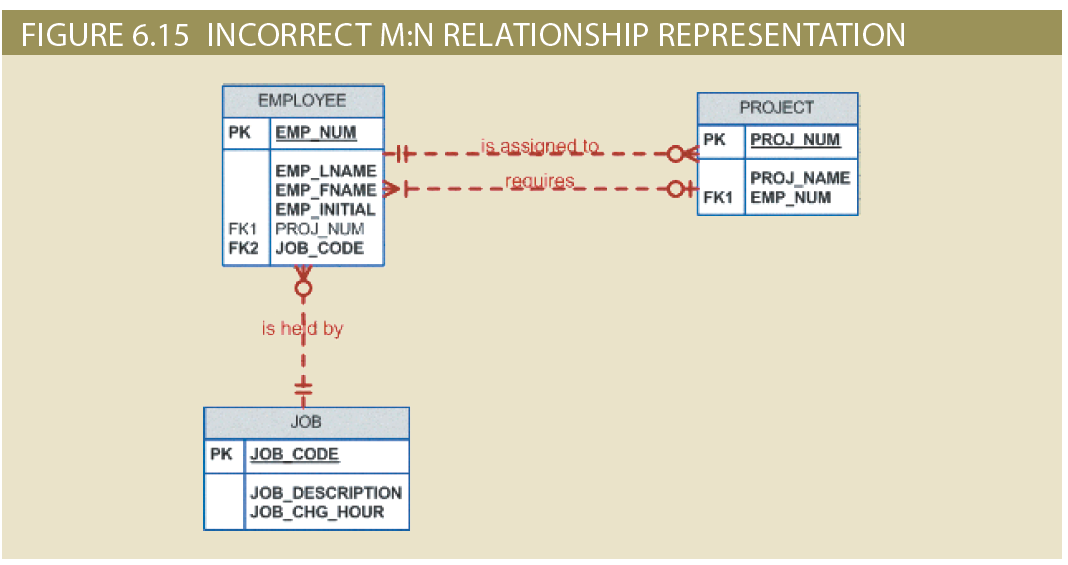 FIGURE 6.15 INCORRECT M:N RELATIONSHIP REPRESENTATION
EMPLOYEE
PK EMP_NUM
EMP_LNAME
EMP_FNAME
EMP_INITIAL
FK1 PROJ_NUM
FK2 JOB_CODE
is assigned to
requires
PROJECT
PK PROJ_NUM
PROJ_NAME
FK1 EMP_NUM
is held by
JOB
PK JOB_CODE
JOB_DESCRIPTION
JOB_CHG_HOUR